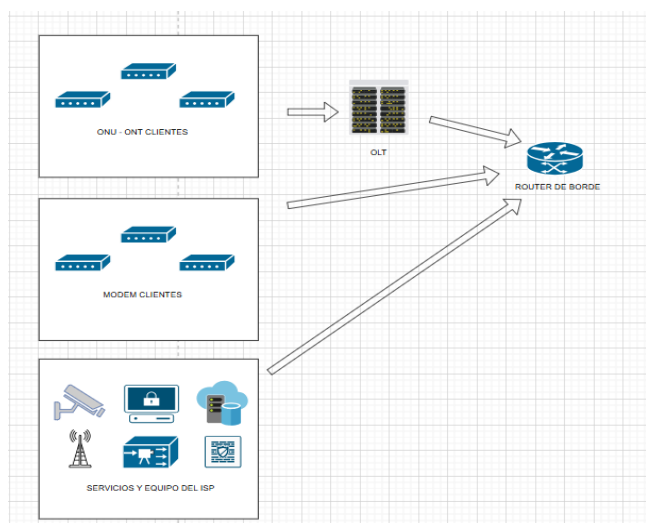 ONU - ONT CLIENTES
OLT
ROUTER DE BORDE
MODEM CLIENTES
SERVICIOS Y EQUIPO DEL ISP